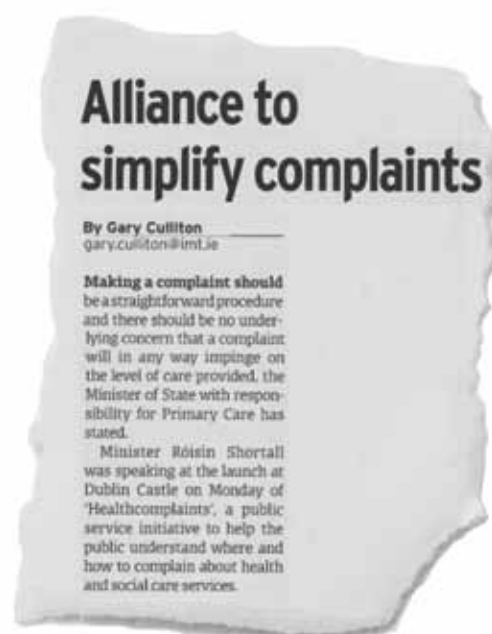 Alliance to
simplify complaints
By Gary Culliton
gary.culliton@imt.ie
Making a complaint should
be a straightforward procedure
and there should be no under-
lying concern that a complaint
will in any way impinge on
the level of care provided, the
Minister of State with respon-
sibility for Primary Care has
stated.
Minister Róisín Shortall
was speaking at the launch at
Dublin Castle on Monday of
'Healthcomplaints', a public
service initiative to help the
public understand where and
how to complain about health
and social care services.